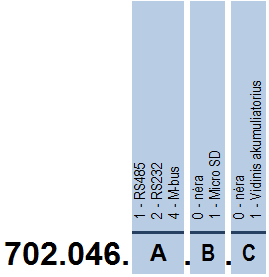 1 - RS485
2 - RS232
4 - M-bus
0 - nėra
1 - Micro SD
0 - nėra
1 - Vidinis akumuliatorius
702.046. A . B . C